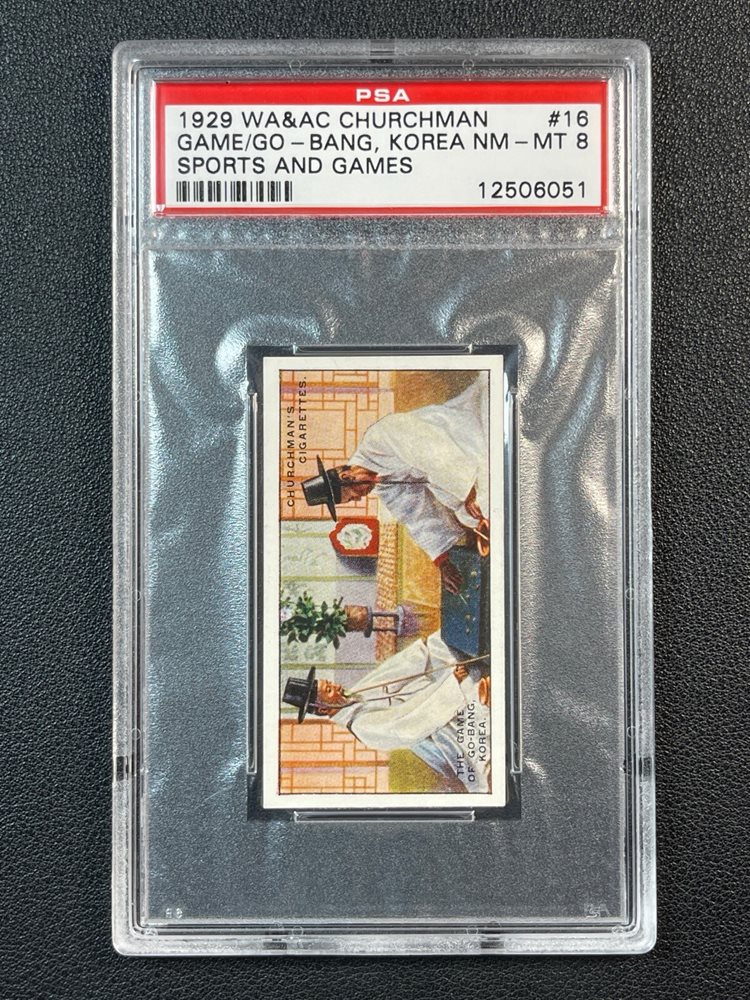 PSA
1929 WA&AC CHURCHMAN #16
GAME/GO-BANG, KOREA NM-MT 8
SPORTS AND GAMES
12506051
CHURCHMAN'S
CIGARETTES.
THE GAME
OF GO-BANG,
KOREA.